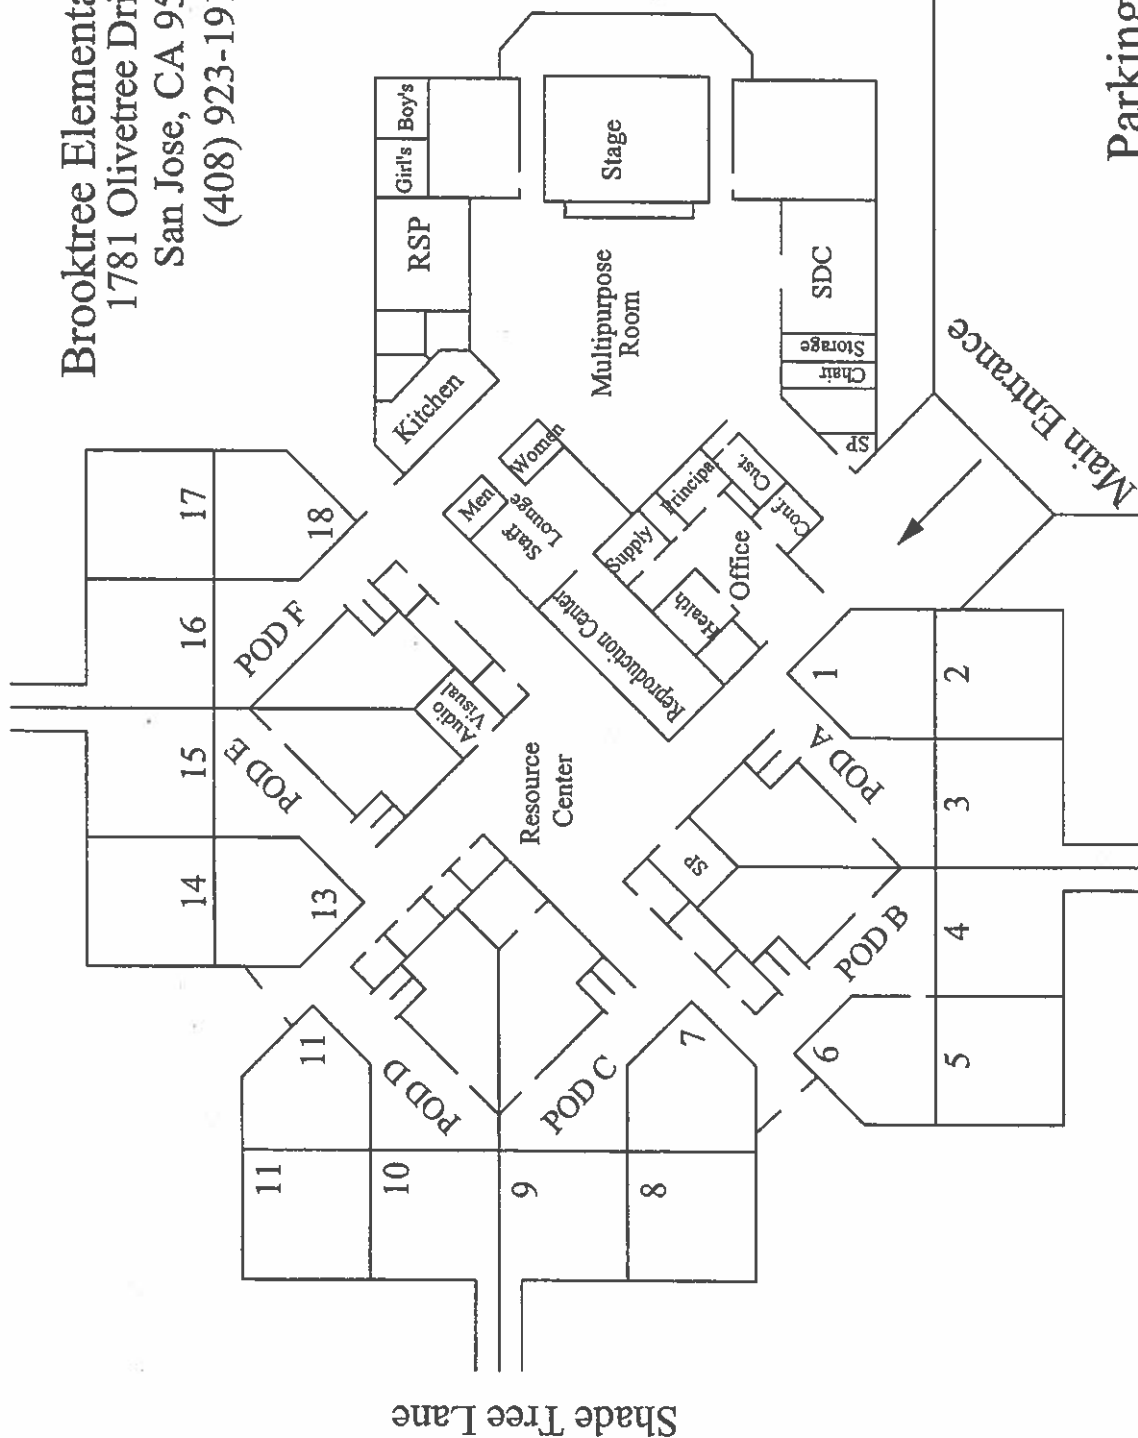 Brooktree Elementa
1781 Olivetree Dri
San Jose, CA 95
(408) 923-191
Parking
Main Entrance
Shade Tree Lane
Girl's
Boy's
RSP
Kitchen
Stage
Multipurpose
Room
SDC
Storage
Chair
SP
Women
Men
Staff
Lounge
Supply
Principal
Cust.
Conf.
Office
Health
Reproduction Center
Resource
Center
Audio
Visual
SP
POD A
1
2
3
POD B
4
5
6
POD C
7
8
9
POD D
10
11
11
POD E
13
14
15
POD F
16
17
18